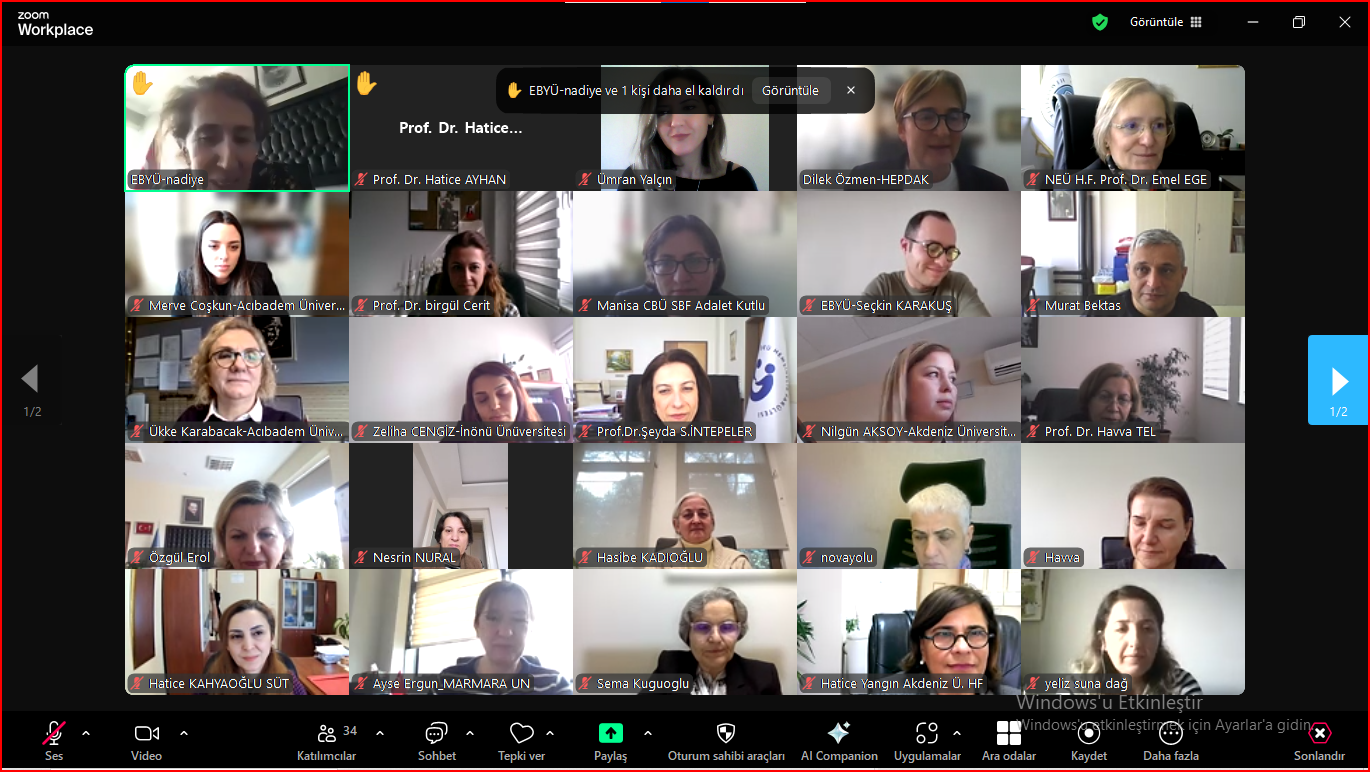 zoom
Workplace
Görüntüle
EBYÜ-nadiye ve 1 kişi daha el kaldırdı Görüntüle
Prof. Dr. Hatice...
EBYÜ-nadiye
Prof. Dr. Hatice AYHAN
Ümran Yalçın
Dilek Özmen-HEPDAK
NEÜ H.F. Prof. Dr. Emel EGE
Merve Coşkun-Acıbadem Üniver...
Prof. Dr. birgül Cerit
Manisa CBÜ SBF Adalet Kutlu
EBYÜ-Seçkin KARAKUŞ
Murat Bektas
1/2
1/2
Ükke Karabacak-Acıbadem Üniv...
Zeliha CENGİZ-İnönü Ünüversitesi
Prof.Dr.Şeyda S.İNTEPELER
Nilgün AKSOY-Akdeniz Üniversit...
Prof. Dr. Havva TEL
Özgül Erol
Nesrin NURAL
Hasibe KADIOĞLU
novayolu
Havva
Hatice KAHYAOĞLU SÜT
Ayse Ergun_MARMARA UN
Sema Kuguoglu
Hatice Yangın Akdeniz Ü. HF
yeliz suna dağ
Windows'u Etkinleştir
Windows'u etkinleştirmek için Ayarlar'a gidin.
34
Ses
Video
Katılımcılar
Sohbet
Tepki ver
Paylaş
Oturum sahibi araçları
AI Companion
Uygulamalar
Ara odalar
Kaydet
Daha fazla
Sonlandır